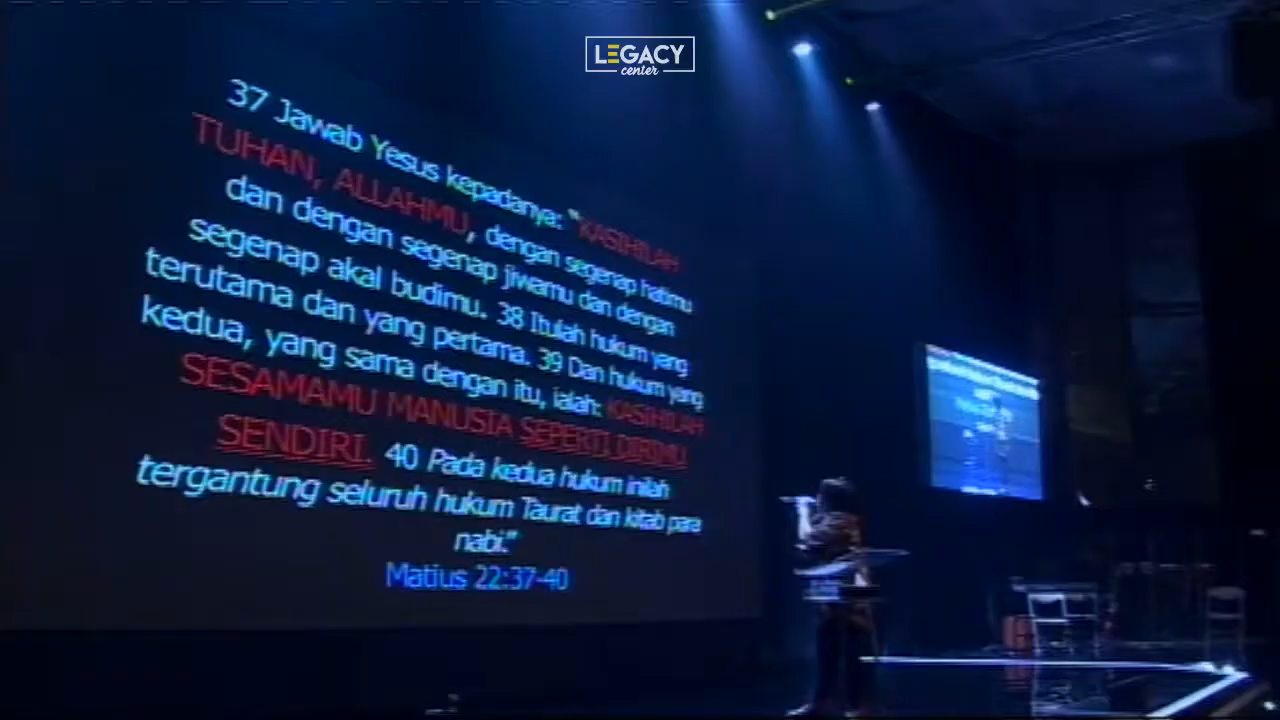 LEGACY
center
37 Jawab Yesus kepadanya: "KASIHILAH
TUHAN, ALLAHMU, dengan segenap hatimu
dan dengan segenap jiwamu dan dengan
segenap akal budimu. 38 Itulah hukum yang
terutama dan yang pertama. 39 Dan hukum yang
kedua, yang sama dengan itu, ialah: KASIHILAH
SESAMAMU MANUSIA SEPERTI DIRIMU
SENDIRI. 40 Pada kedua hukum inilah
tergantung seluruh hukum Taurat dan kitab para
nabi."
Matius 22:37-40